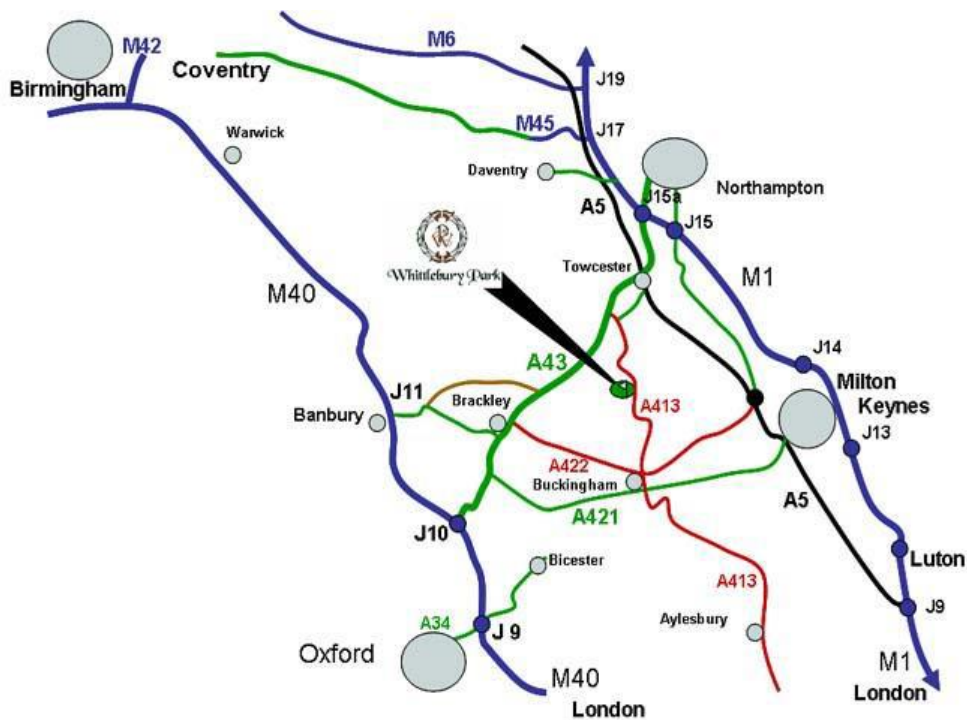 M42
M6
J19
Coventry
Birmingham
M45
J17
Warwick
Daventry
J15a
Northampton
A5
J15
Whittlebury Park
Towcester
M40
M1
A43
J14
J11
Milton
Keynes
Brackley
Banbury
A413
J13
A422
Buckingham
A421
A5
J10
Bicester
Luton
A413
J9
A34
J 9
Aylesbury
Oxford
M40
London
M1
London